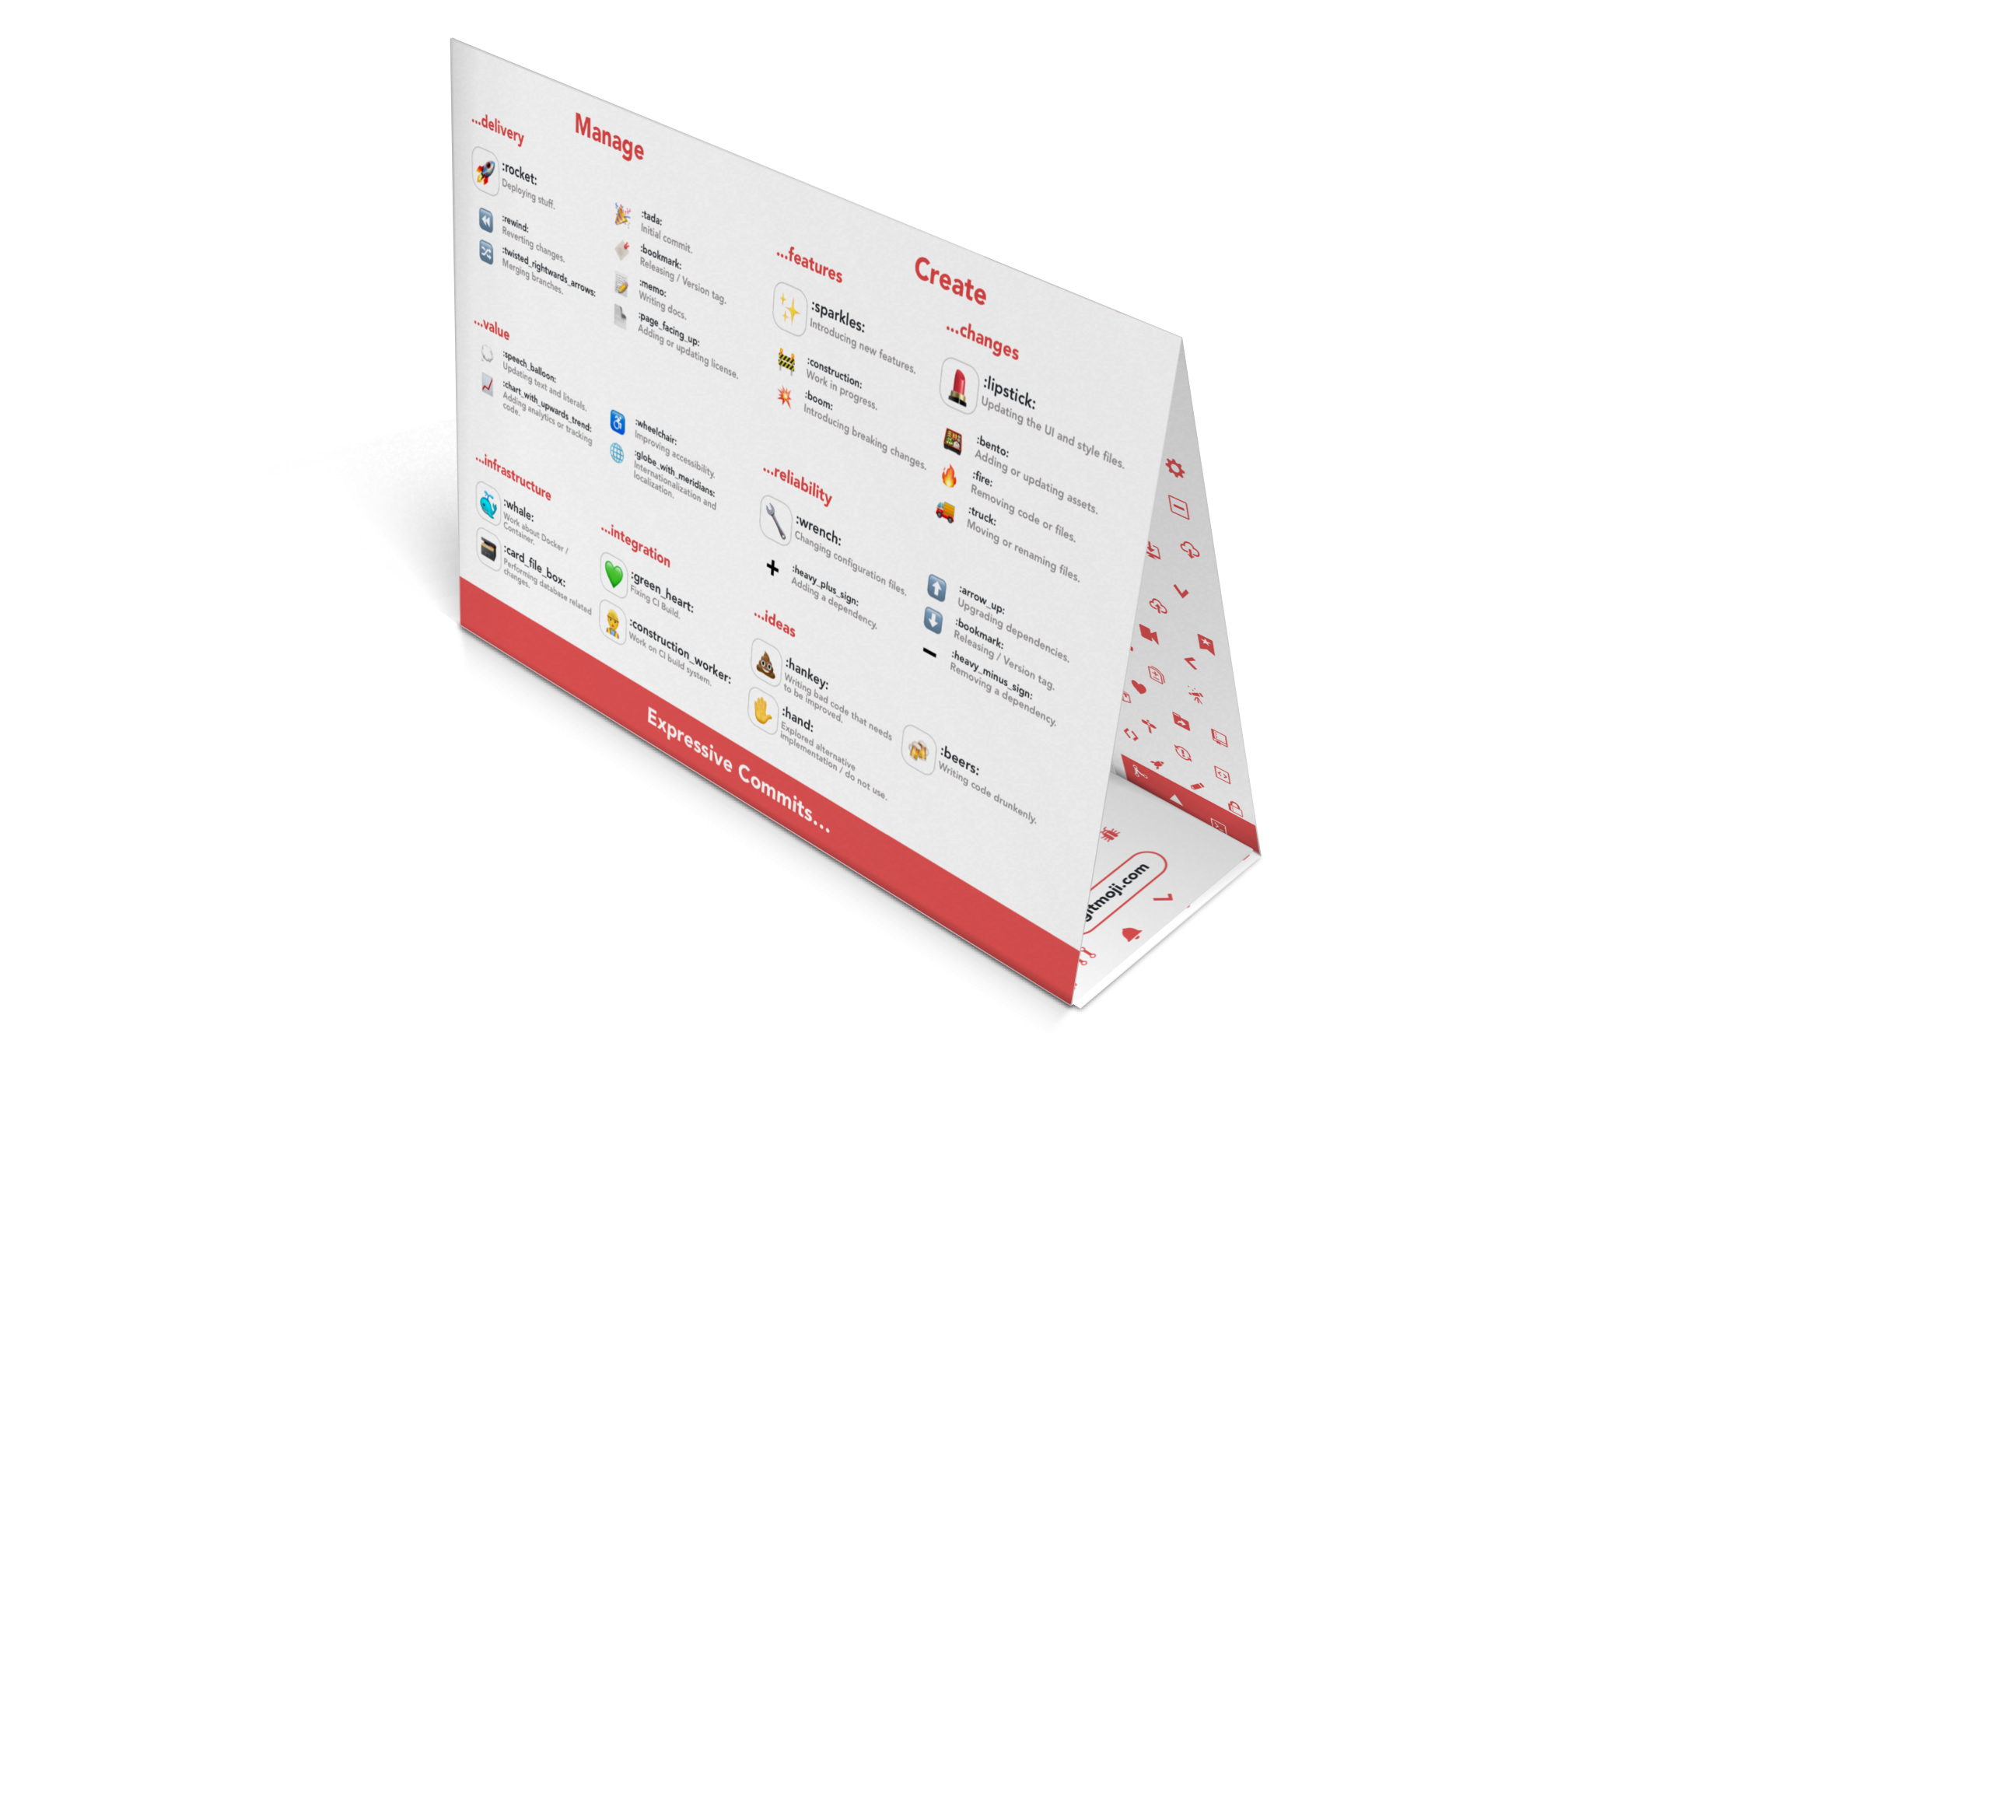 Manage
...delivery
:rocket:
Deploying stuff.
:rewind:
Reverting changes.
:twisted_rightwards_arrows:
Merging branches.
:tada:
Initial commit.
:bookmark:
Releasing / Version tag.
:memo:
Writing docs.
:page_facing_up:
Adding or updating license.
...value
:speech_balloon:
Updating text and literals.
:chart_with_upwards_trend:
Adding analytics or tracking
code.
:wheelchair:
Improving accessibility.
:globe_with_meridians:
Internationalization and
localization.
...infrastructure
:whale:
Work about Docker /
Container.
:card_file_box:
Performing database related
changes.
...integration
:green_heart:
Fixing CI Build.
:construction_worker:
Work on CI build system.
Create
...features
:sparkles:
Introducing new features.
:construction:
Work in progress.
:boom:
Introducing breaking changes.
...changes
:lipstick:
Updating the UI and style files.
:bento:
Adding or updating assets.
:fire:
Removing code or files.
:truck:
Moving or renaming files.
...reliability
:wrench:
Changing configuration files.
:heavy_plus_sign:
Adding a dependency.
:arrow_up:
Upgrading dependencies.
:bookmark:
Releasing / Version tag.
:heavy_minus_sign:
Removing a dependency.
...ideas
:hankey:
Writing bad code that needs
to be improved.
:hand:
Explored alternative
implementation / do not use.
:beers:
Writing code drunkenly.
Expressive Commits...
gitmoji.com